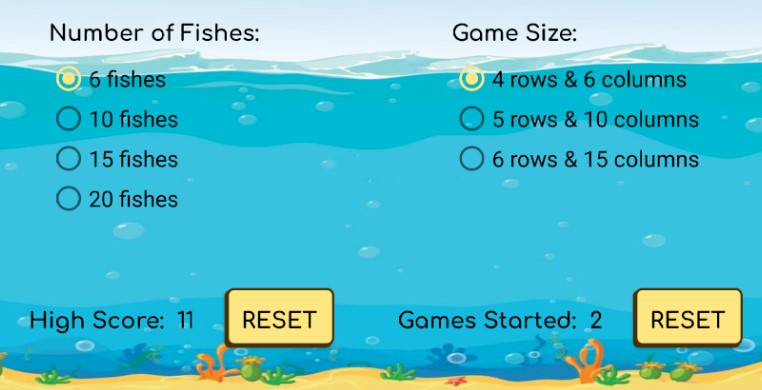 Number of Fishes:
6 fishes
10 fishes
15 fishes
20 fishes
Game Size:
4 rows & 6 columns
5 rows & 10 columns
6 rows & 15 columns
High Score: 11
RESET
Games Started: 2
RESET